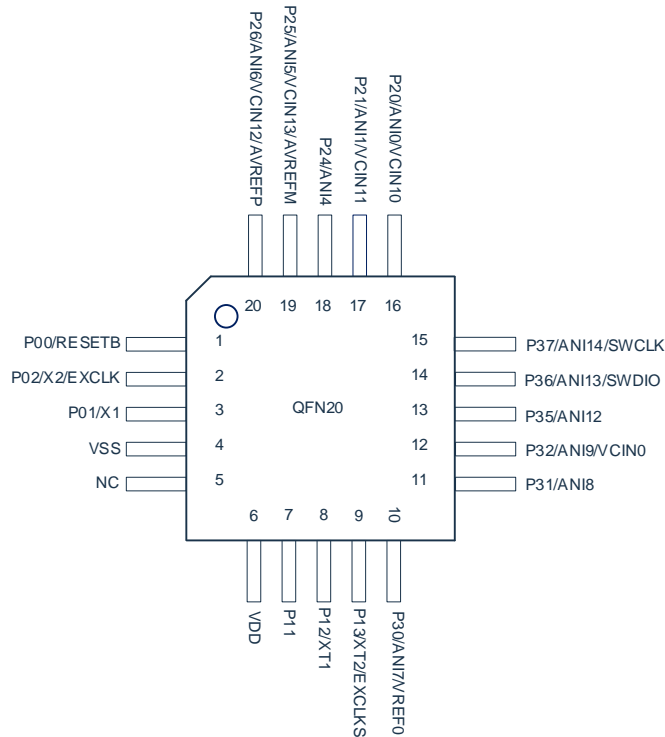 P26/ANI6/VCIN12/AVREFP
P25/ANI5/VCIN13/AVREFM
P24/ANI4
P21/ANI1/VCIN11
P20/ANI0/VCIN10
20
19
18
17
16
P00/RESETB
1
15
P37/ANI14/SWCLK
P02/X2/EXCLK
2
14
P36/ANI13/SWDIO
P01/X1
3
QFN20
13
P35/ANI12
VSS
4
12
P32/ANI9/VCIN0
NC
5
11
P31/ANI8
6
7
8
9
10
VDD
P11
P12/XT1
P13/XT2/EXCLKS
P30/ANI7/VREF0